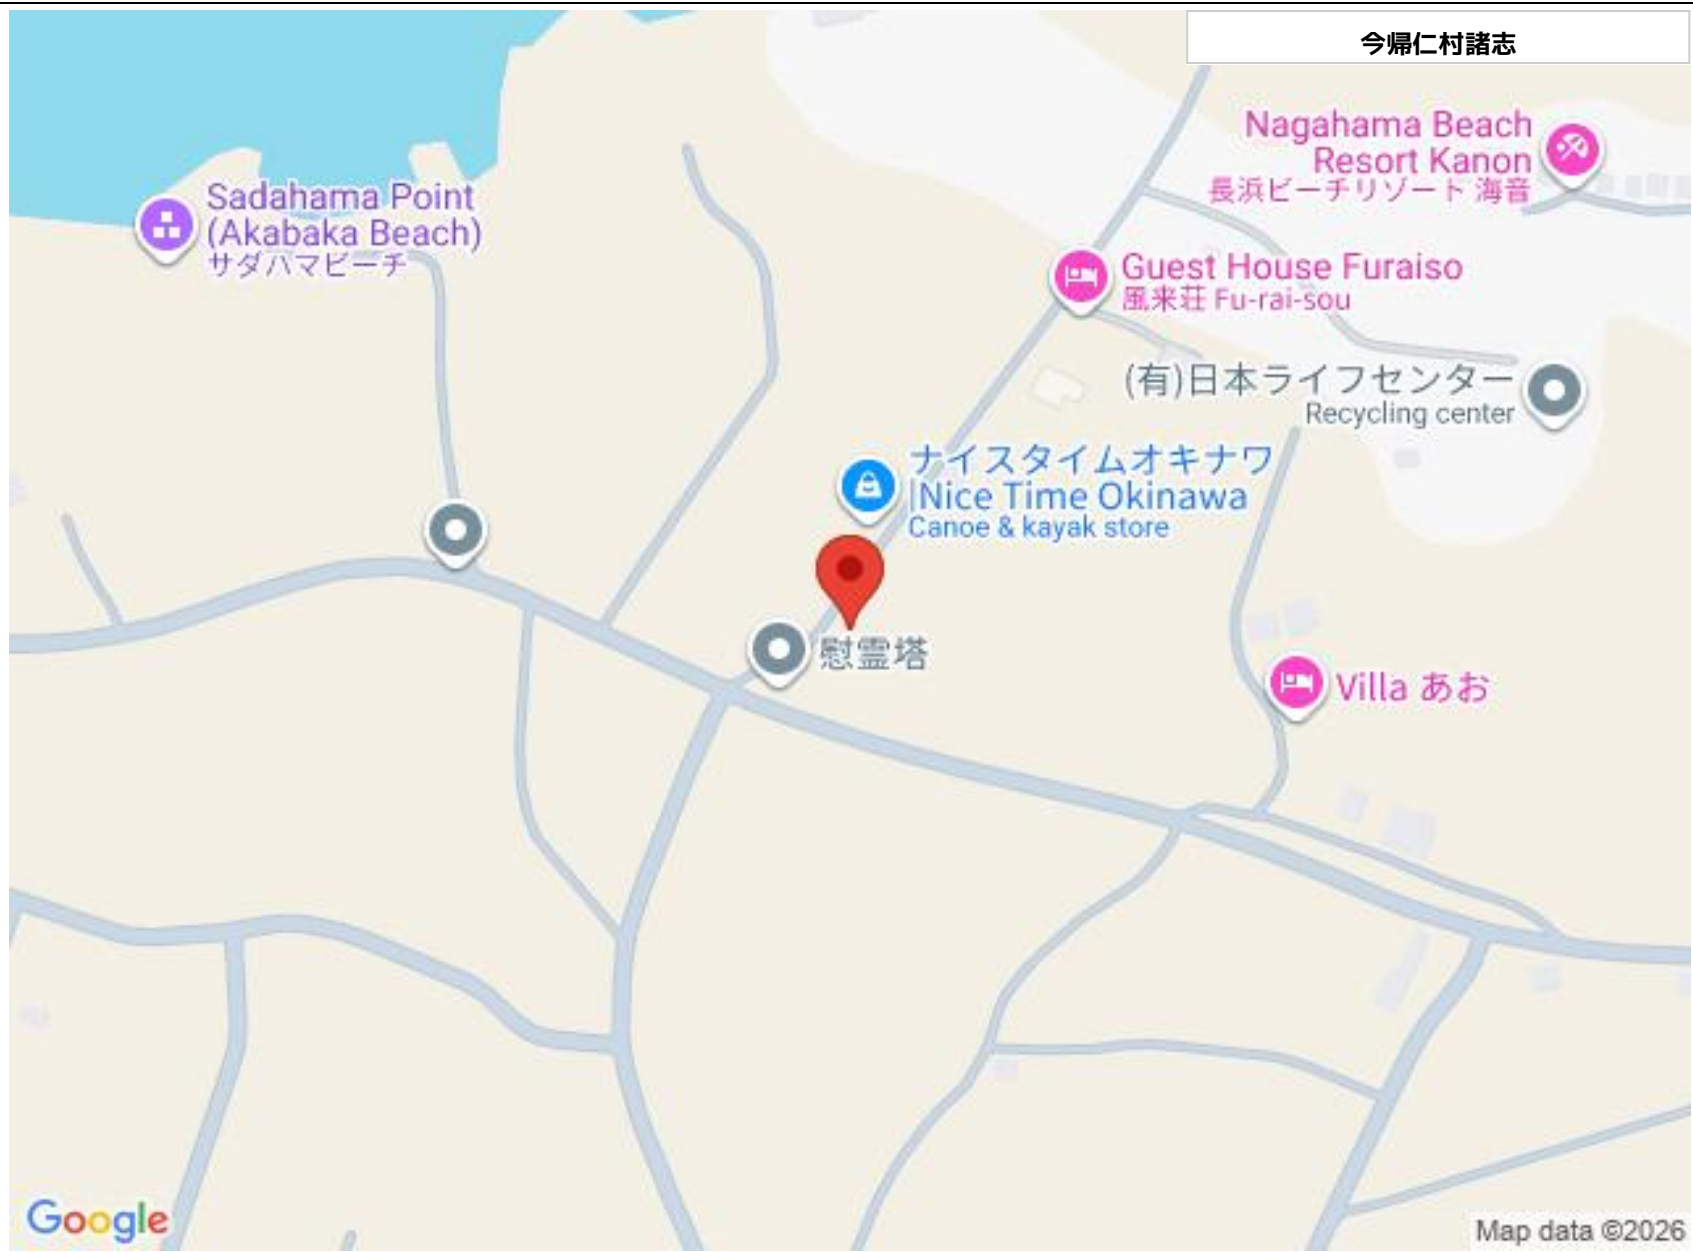 今帰仁村諸志
Nagahama Beach
Resort Kanon
長浜ビーチリゾート 海音
Sadahama Point
(Akabaka Beach)
サダハマビーチ
Guest House Furaiso
風来荘 Fu-rai-sou
(有)日本ライフセンター
Recycling center
ナイスタイムオキナワ
|Nice Time Okinawa
Canoe & kayak store
慰霊塔
Villa あお
Google
Map data ©2026